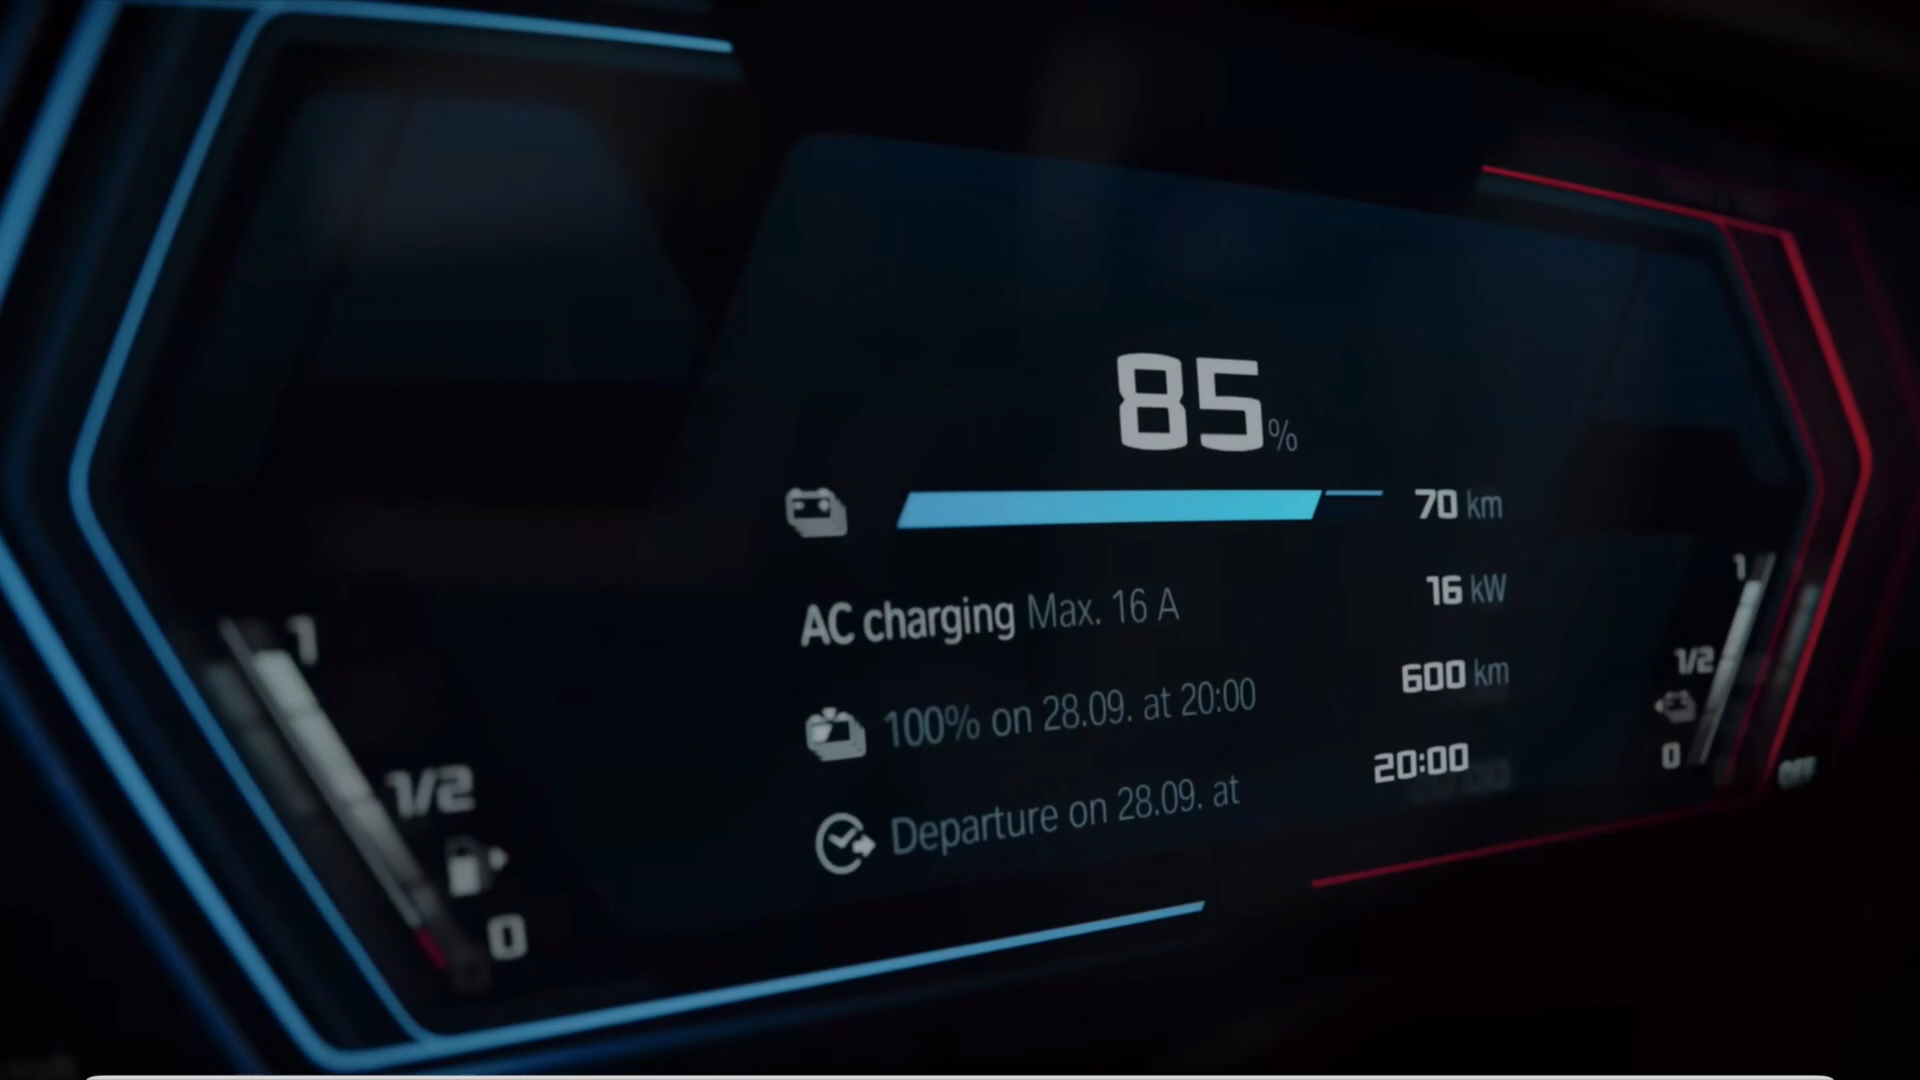 85%
70 km
AC charging Max. 16 A
16 kW
100% on 28.09. at 20:00
600 km
Departure on 28.09. at
20:00
1
1/2
0
1
1/2
0
OFF